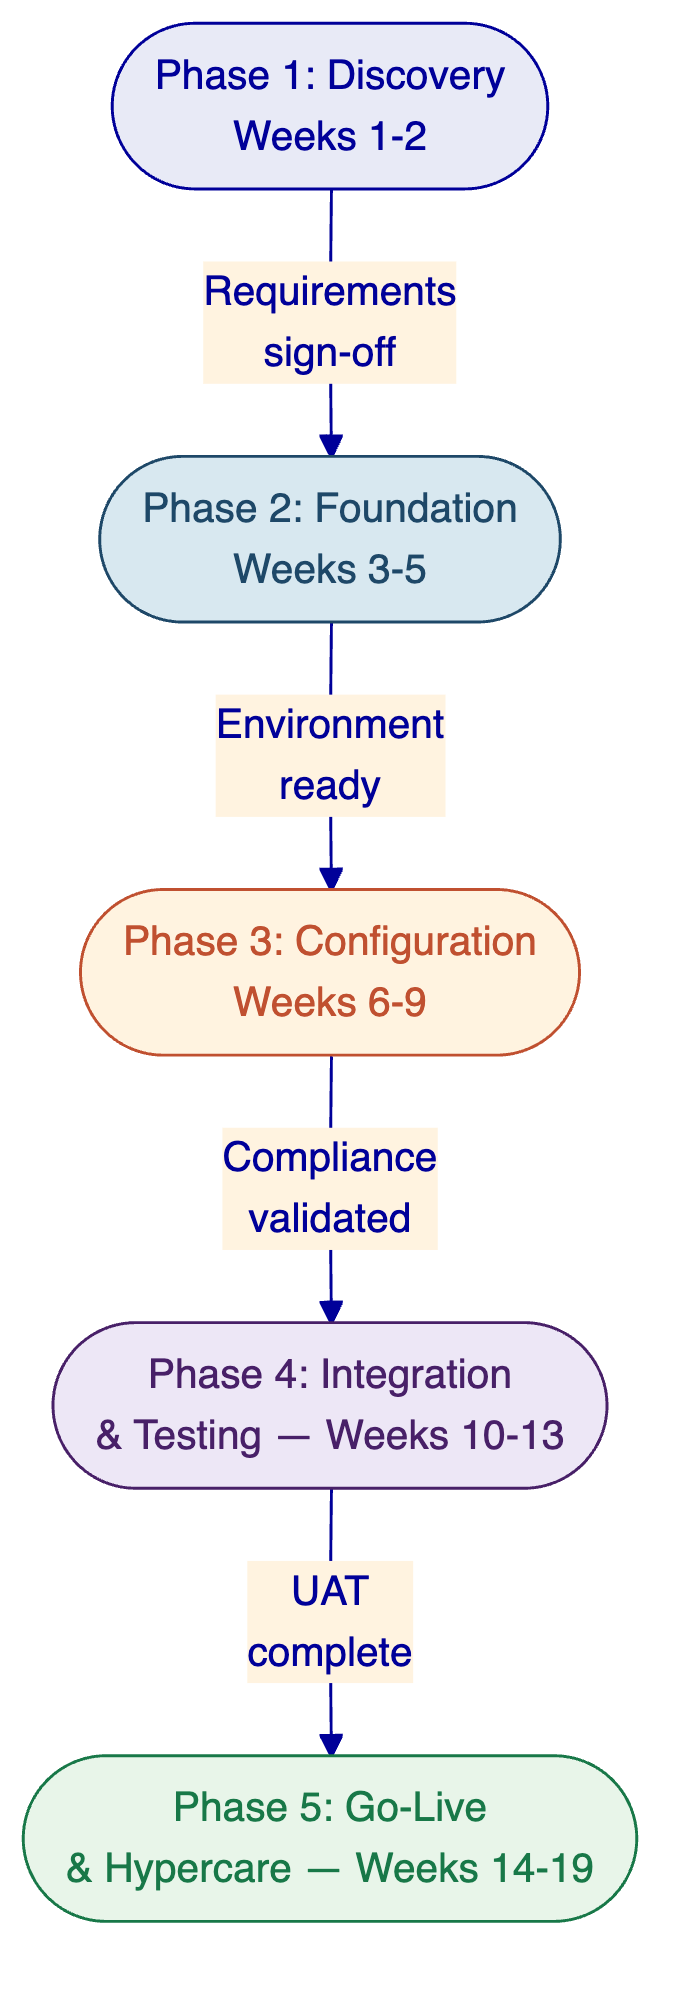 Phase 1: Discovery
Weeks 1-2
Requirements
sign-off
Phase 2: Foundation
Weeks 3-5
Environment
ready
Phase 3: Configuration
Weeks 6-9
Compliance
validated
Phase 4: Integration
& Testing — Weeks 10-13
UAT
complete
Phase 5: Go-Live
& Hypercare — Weeks 14-19